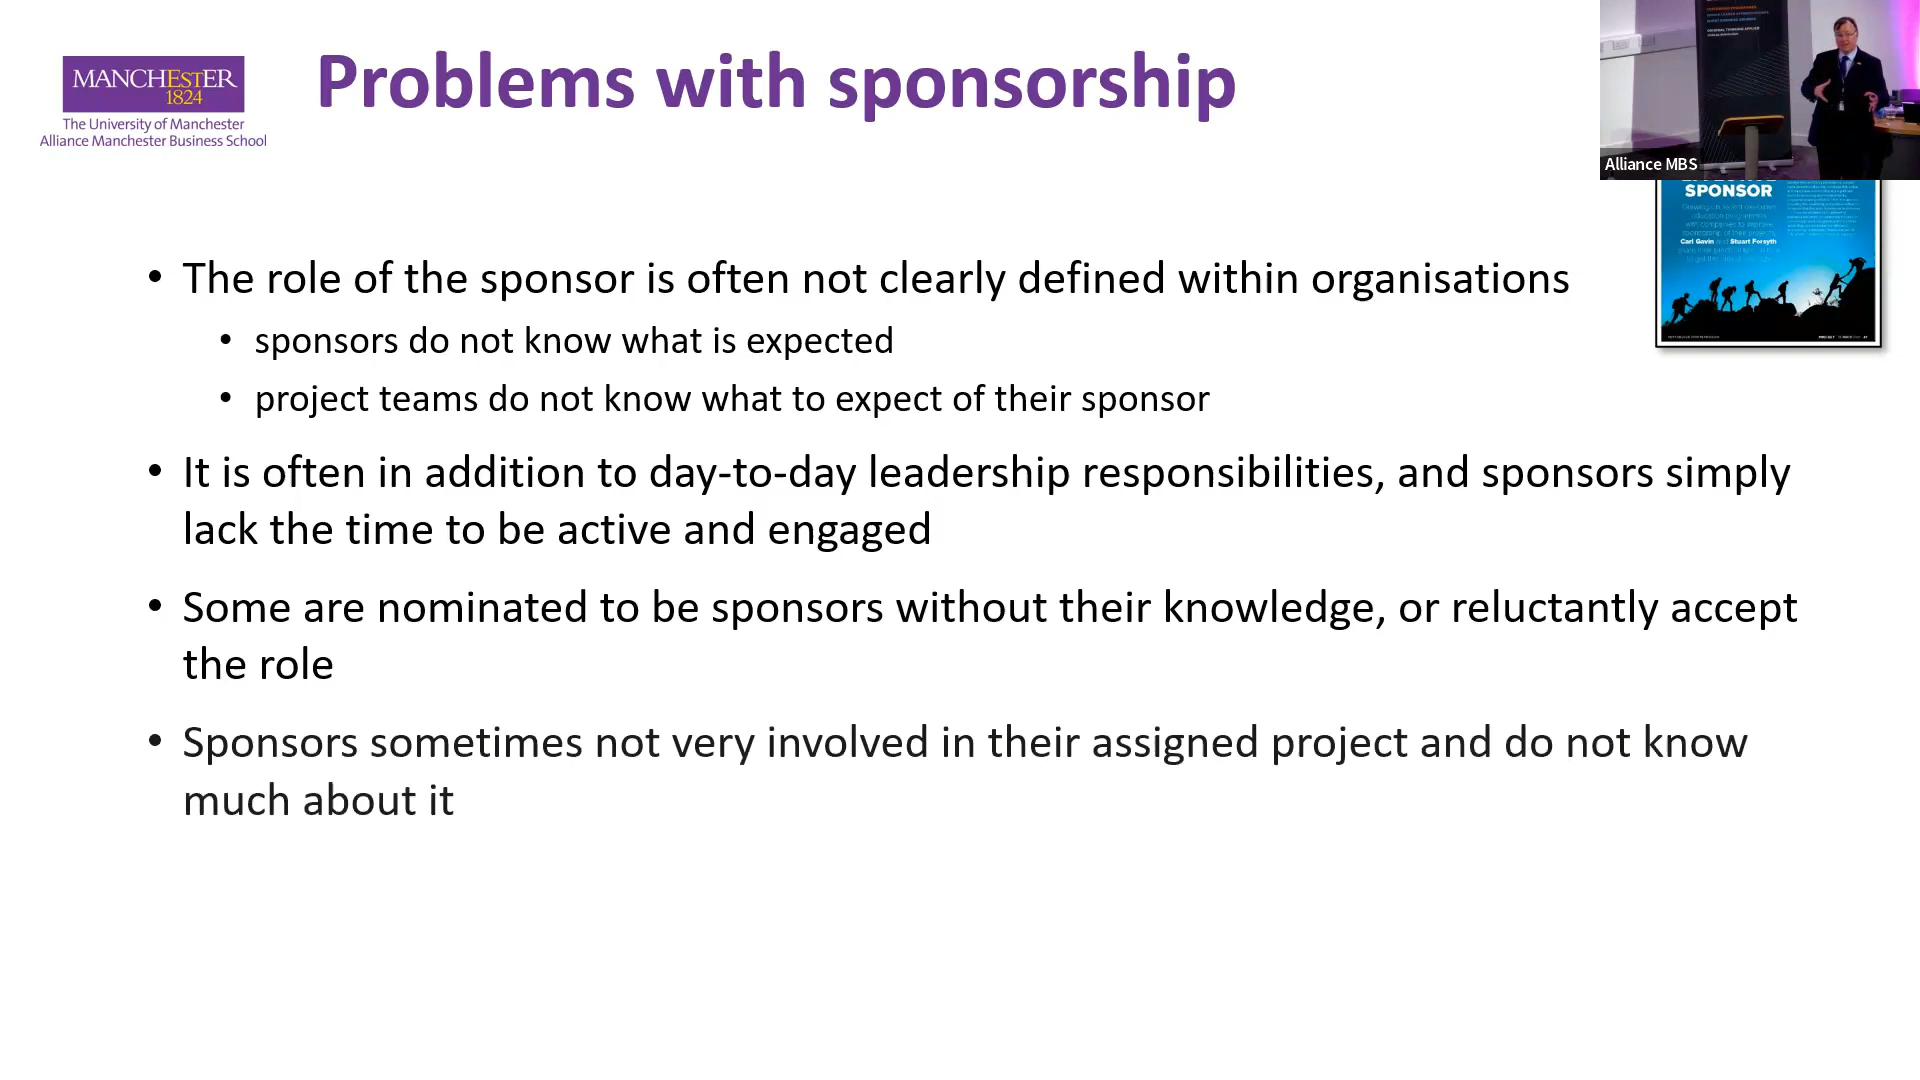 MANCHESTER
1824
The University of Manchester
Alliance Manchester Business School
Problems with sponsorship
Alliance MBS
SPONSOR
Carl Gavin and Stuart Forsyth
• The role of the sponsor is often not clearly defined within organisations
• sponsors do not know what is expected
• project teams do not know what to expect of their sponsor
• It is often in addition to day-to-day leadership responsibilities, and sponsors simply
lack the time to be active and engaged
• Some are nominated to be sponsors without their knowledge, or reluctantly accept
the role
• Sponsors sometimes not very involved in their assigned project and do not know
much about it